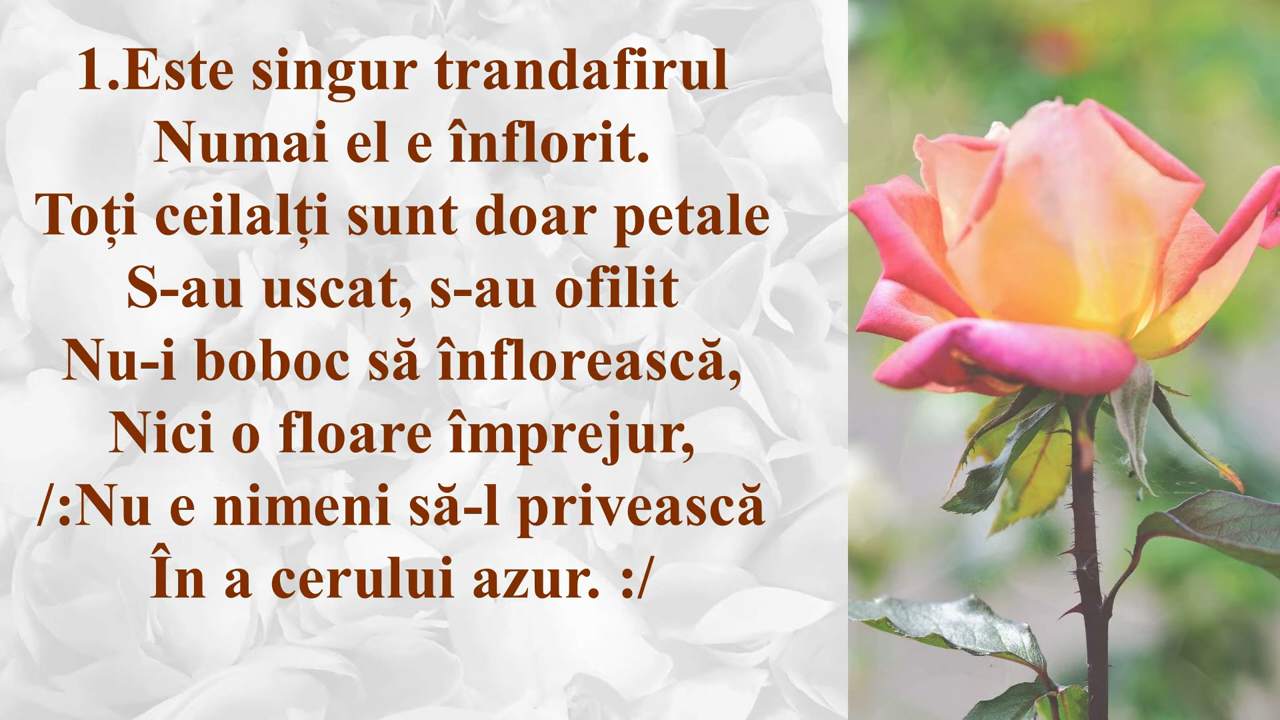 1.Este singur trandafirul
Numai el e înflorit.
Toți ceilalți sunt doar petale
S-au uscat, s-au ofilit
Nu-i boboc să înflorească,
Nici o floare împrejur,
/:Nu e nimeni să-l privească
În a cerului azur. :/